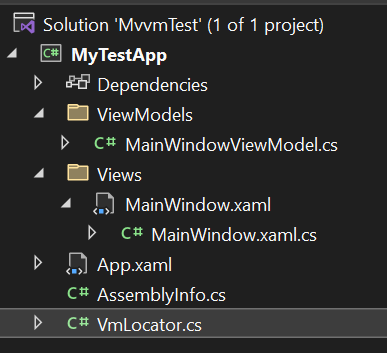 Solution 'MvvmTest' (1 of 1 project)
C# MyTestApp
Dependencies
ViewModels
C# MainWindowViewModel.cs
Views
MainWindow.xaml
C# MainWindow.xaml.cs
App.xaml
C# AssemblyInfo.cs
C# VmLocator.cs